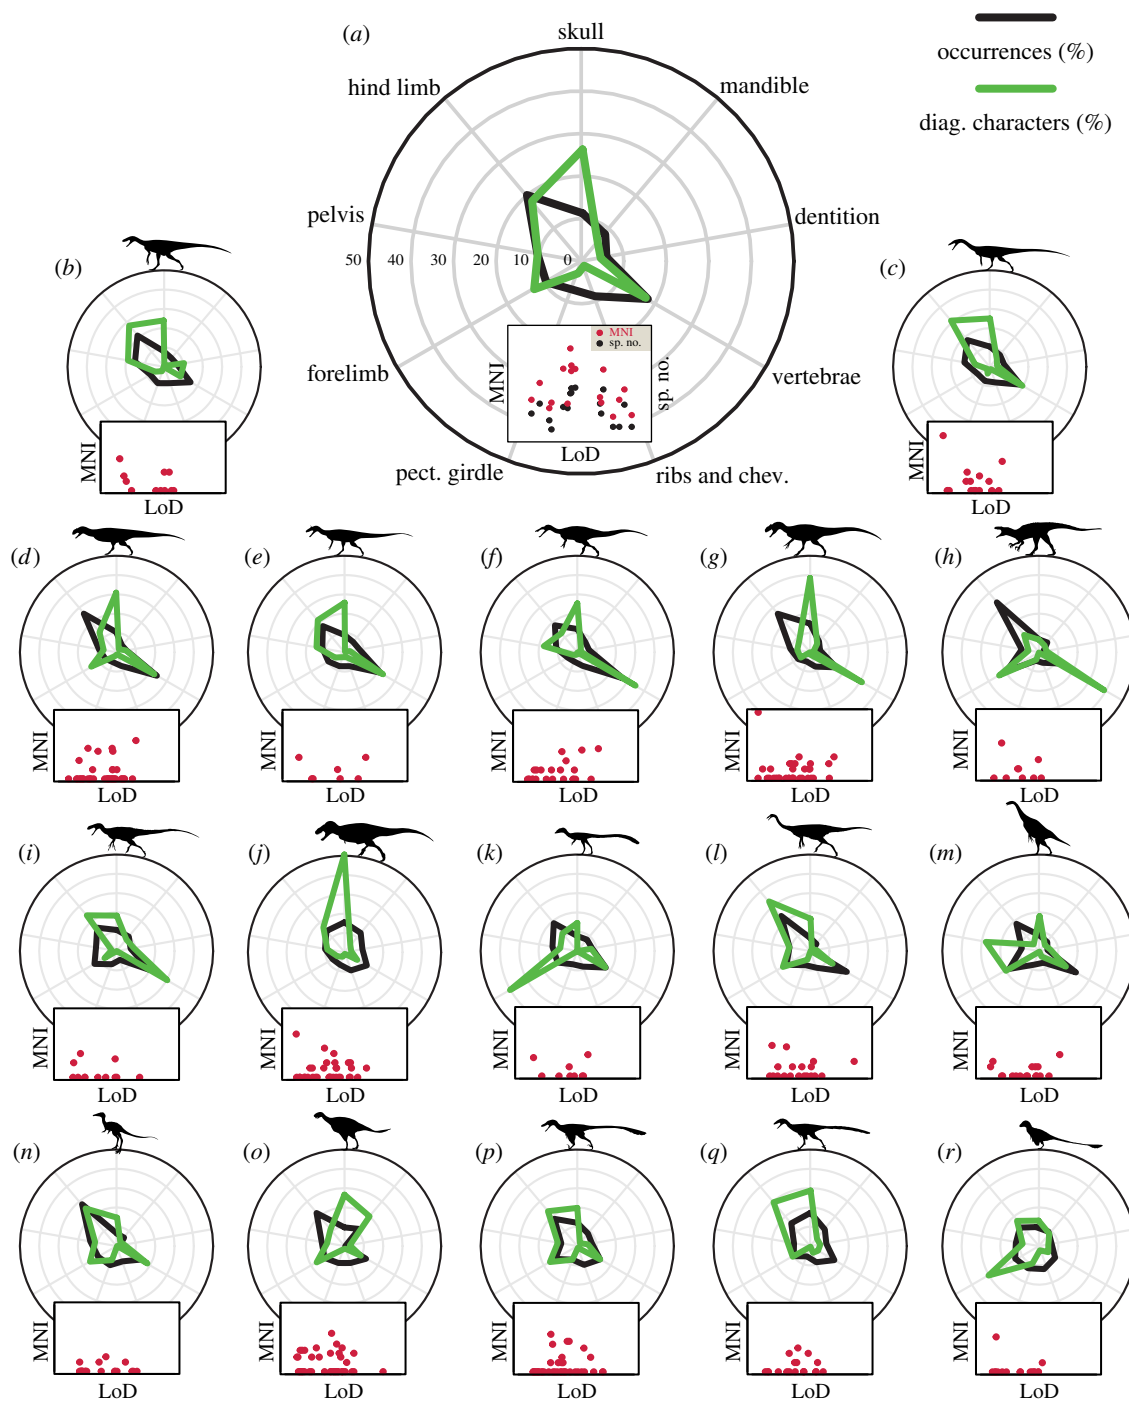 (a)
skull
occurrences (%)
hind limb
mandible
diag. characters (%)
pelvis
dentition
50 40 30 20 10 0
(b)
(c)
MNI
sp. no.
MNI
sp. no.
forelimb
vertebrae
LoD
pect. girdle
ribs and chev.
MNI
LoD
MNI
LoD
(d)
(e)
(f)
(g)
(h)
MNI
MNI
MNI
MNI
MNI
LoD
LoD
LoD
LoD
LoD
(i)
(j)
(k)
(l)
(m)
MNI
MNI
MNI
MNI
MNI
LoD
LoD
LoD
LoD
LoD
(n)
(o)
(p)
(q)
(r)
MNI
MNI
MNI
MNI
MNI
LoD
LoD
LoD
LoD
LoD